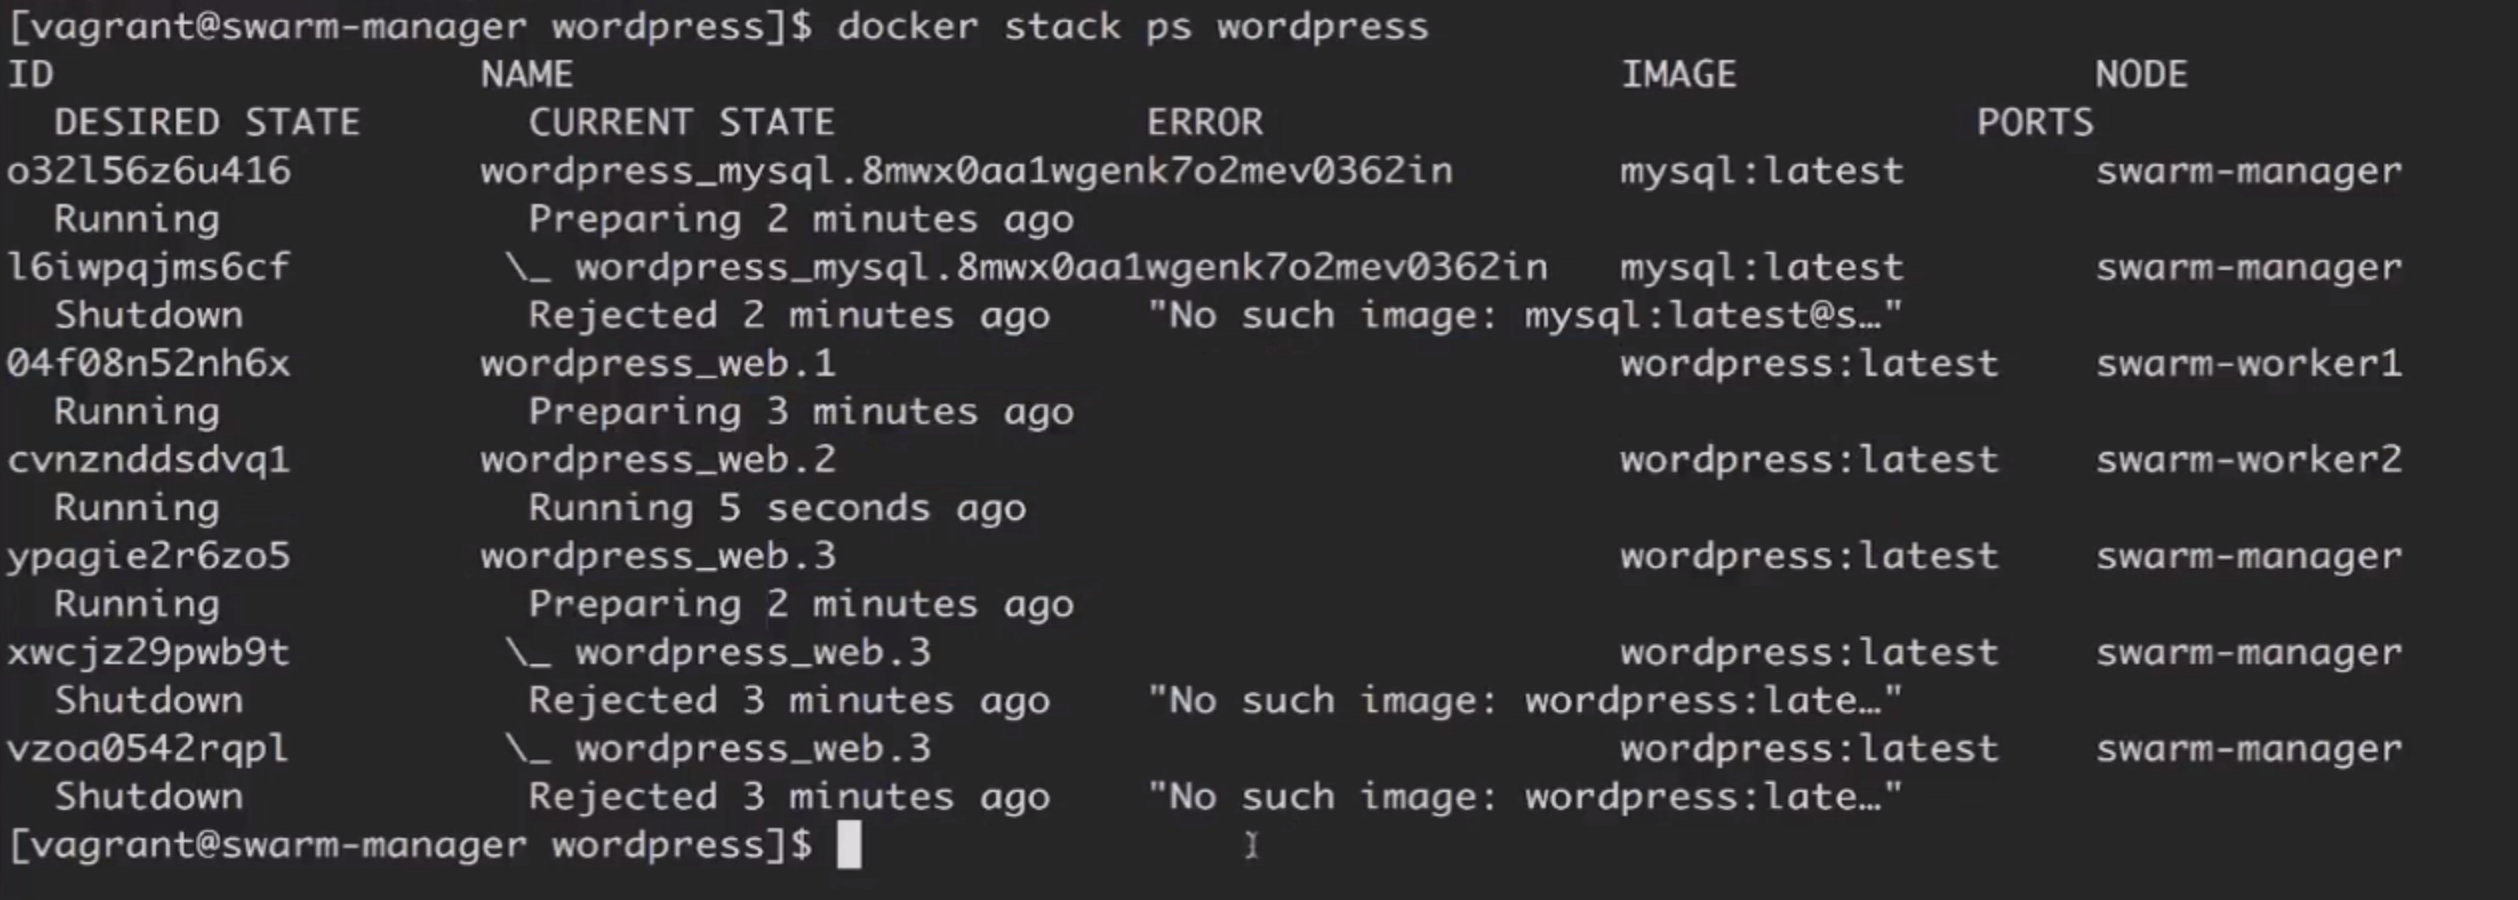 [vagrant@swarm-manager wordpress]$ docker stack ps wordpress
ID NAME IMAGE NODE
DESIRED STATE CURRENT STATE ERROR PORTS
o32l56z6u416 wordpress_mysql.8mwx0aa1wgenk7o2mev0362in mysql:latest swarm-manager
Running Preparing 2 minutes ago
l6iwpqjms6cf \_ wordpress_mysql.8mwx0aa1wgenk7o2mev0362in mysql:latest swarm-manager
Shutdown Rejected 2 minutes ago "No such image: mysql:latest@s…"
04f08n52nh6x wordpress_web.1 wordpress:latest swarm-worker1
Running Preparing 3 minutes ago
cvnznddsdvq1 wordpress_web.2 wordpress:latest swarm-worker2
Running Running 5 seconds ago
ypagie2r6zo5 wordpress_web.3 wordpress:latest swarm-manager
Running Preparing 2 minutes ago
xwcjz29pwb9t \_ wordpress_web.3 wordpress:latest swarm-manager
Shutdown Rejected 3 minutes ago "No such image: wordpress:late…"
vzoa0542rqpl \_ wordpress_web.3 wordpress:latest swarm-manager
Shutdown Rejected 3 minutes ago "No such image: wordpress:late…"
[vagrant@swarm-manager wordpress]$